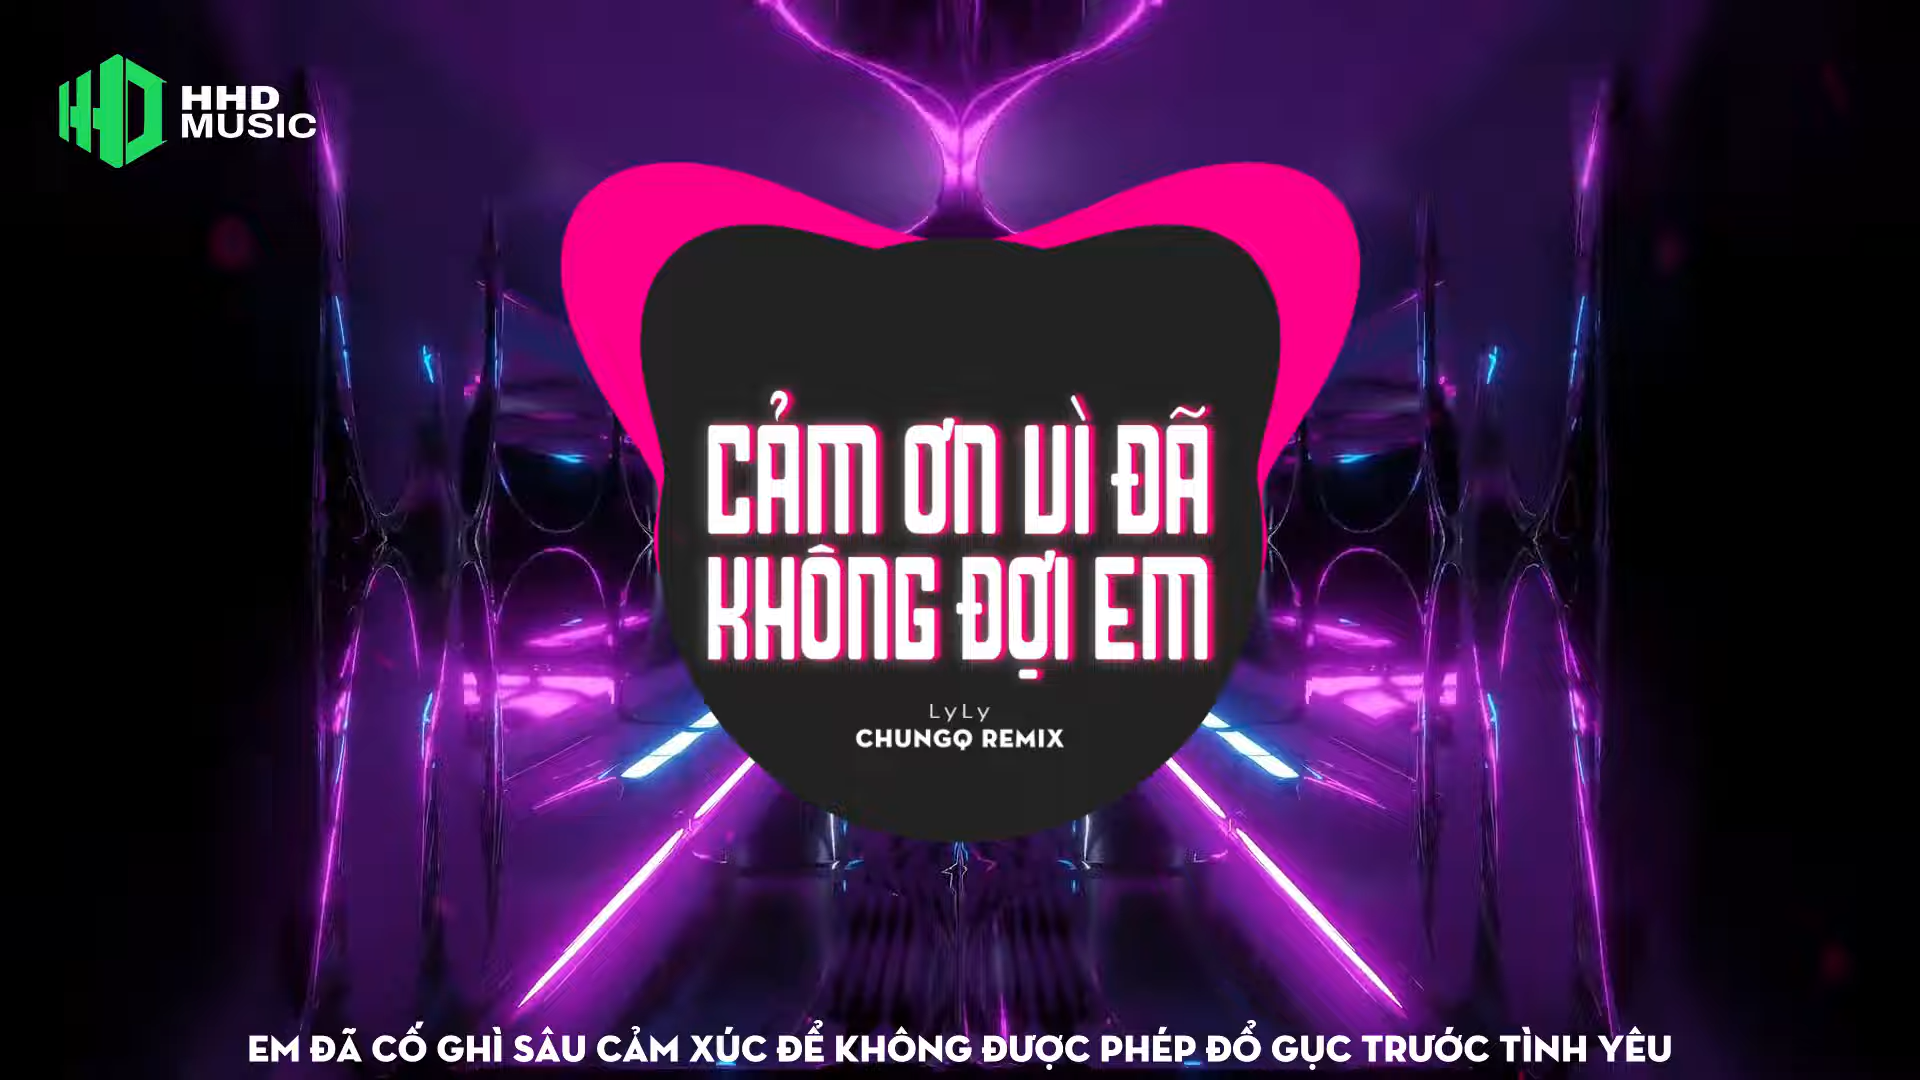 HHD
MUSIC
CẢM ƠN VÌ ĐÃ
KHÔNG ĐỢI EM
LyLy
CHUNGQ REMIX
EM ĐÃ CỐ GHÌ SÂU CẢM XÚC ĐỂ KHÔNG ĐƯỢC PHÉP ĐỔ GỤC TRƯỚC TÌNH YÊU